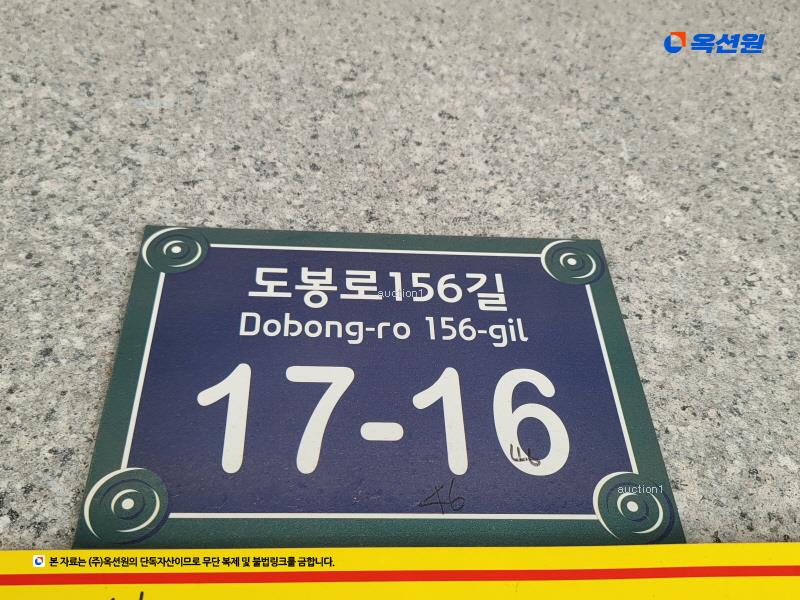 옥션원
도봉로156길
auction1
Dobong-ro 156-gil
17-16
46
46
auction1
본 자료는 (주)옥션원의 단독자산이므로 무단 복제 및 불법링크를 금합니다.